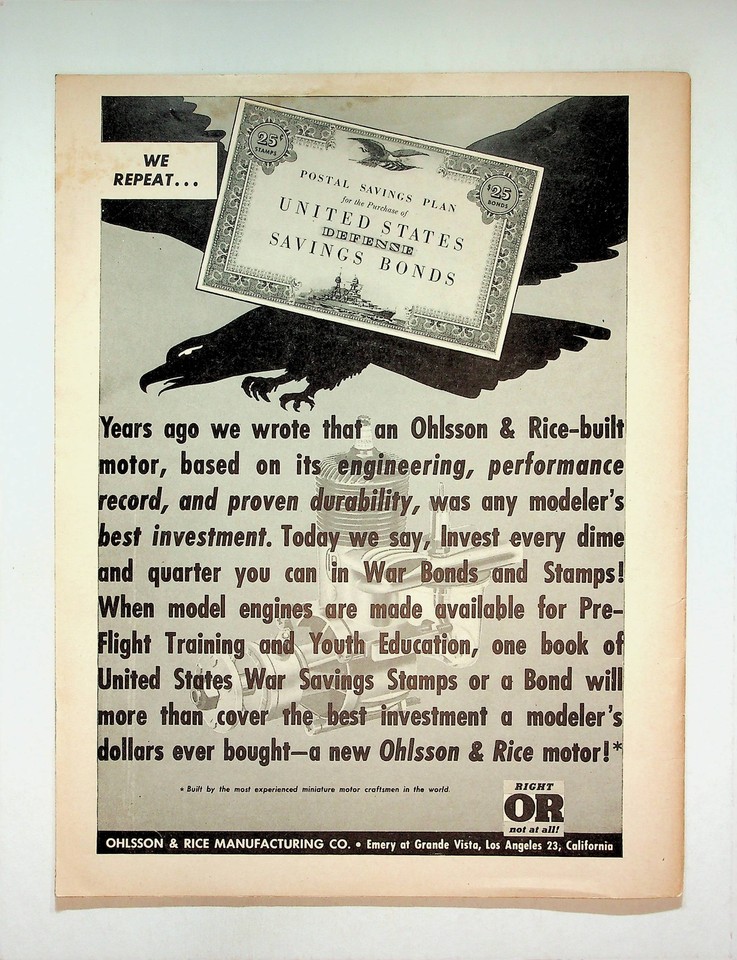 WE
REPEAT...
25¢
STAMPS
$25
BONDS
POSTAL SAVINGS PLAN
for the Purchase of
UNITED STATES
DEFENSE
SAVINGS BONDS
Years ago we wrote that an Ohlsson & Rice-built
motor, based on its engineering, performance
record, and proven durability, was any modeler's
best investment. Today we say, Invest every dime
and quarter you can in War Bonds and Stamps!
When model engines are made available for Pre-
Flight Training and Youth Education, one book of
United States War Savings Stamps or a Bond will
more than cover the best investment a modeler's
dollars ever bought—a new Ohlsson & Rice motor!*
* Built by the most experienced miniature motor craftsmen in the world.
RIGHT
OR
not at all!
OHLSSON & RICE MANUFACTURING CO. • Emery at Grande Vista, Los Angeles 23, California